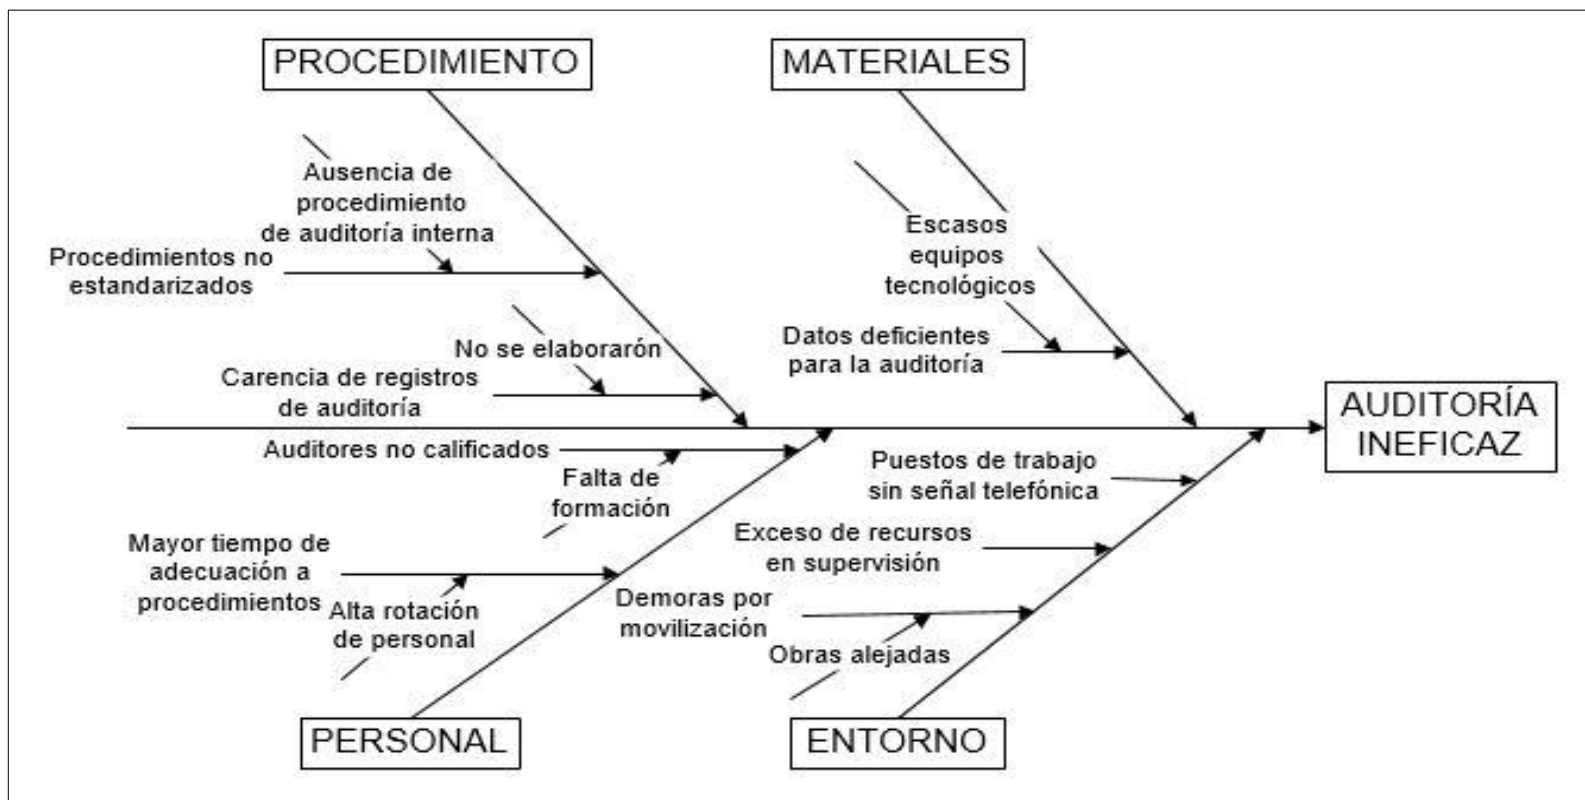 PROCEDIMIENTO
MATERIALES
Ausencia de
procedimiento
de auditoría interna
Procedimientos no
estandarizados
Escasos
equipos
tecnológicos
No se elaborarón
Datos deficientes
para la auditoría
Carencia de registros
de auditoría
AUDITORÍA
INEFICAZ
Auditores no calificados
Falta de
formación
Puestos de trabajo
sin señal telefónica
Mayor tiempo de
adecuación a
procedimientos
Exceso de recursos
en supervisión
Alta rotación
de personal
Demoras por
movilización
Obras alejadas
PERSONAL
ENTORNO